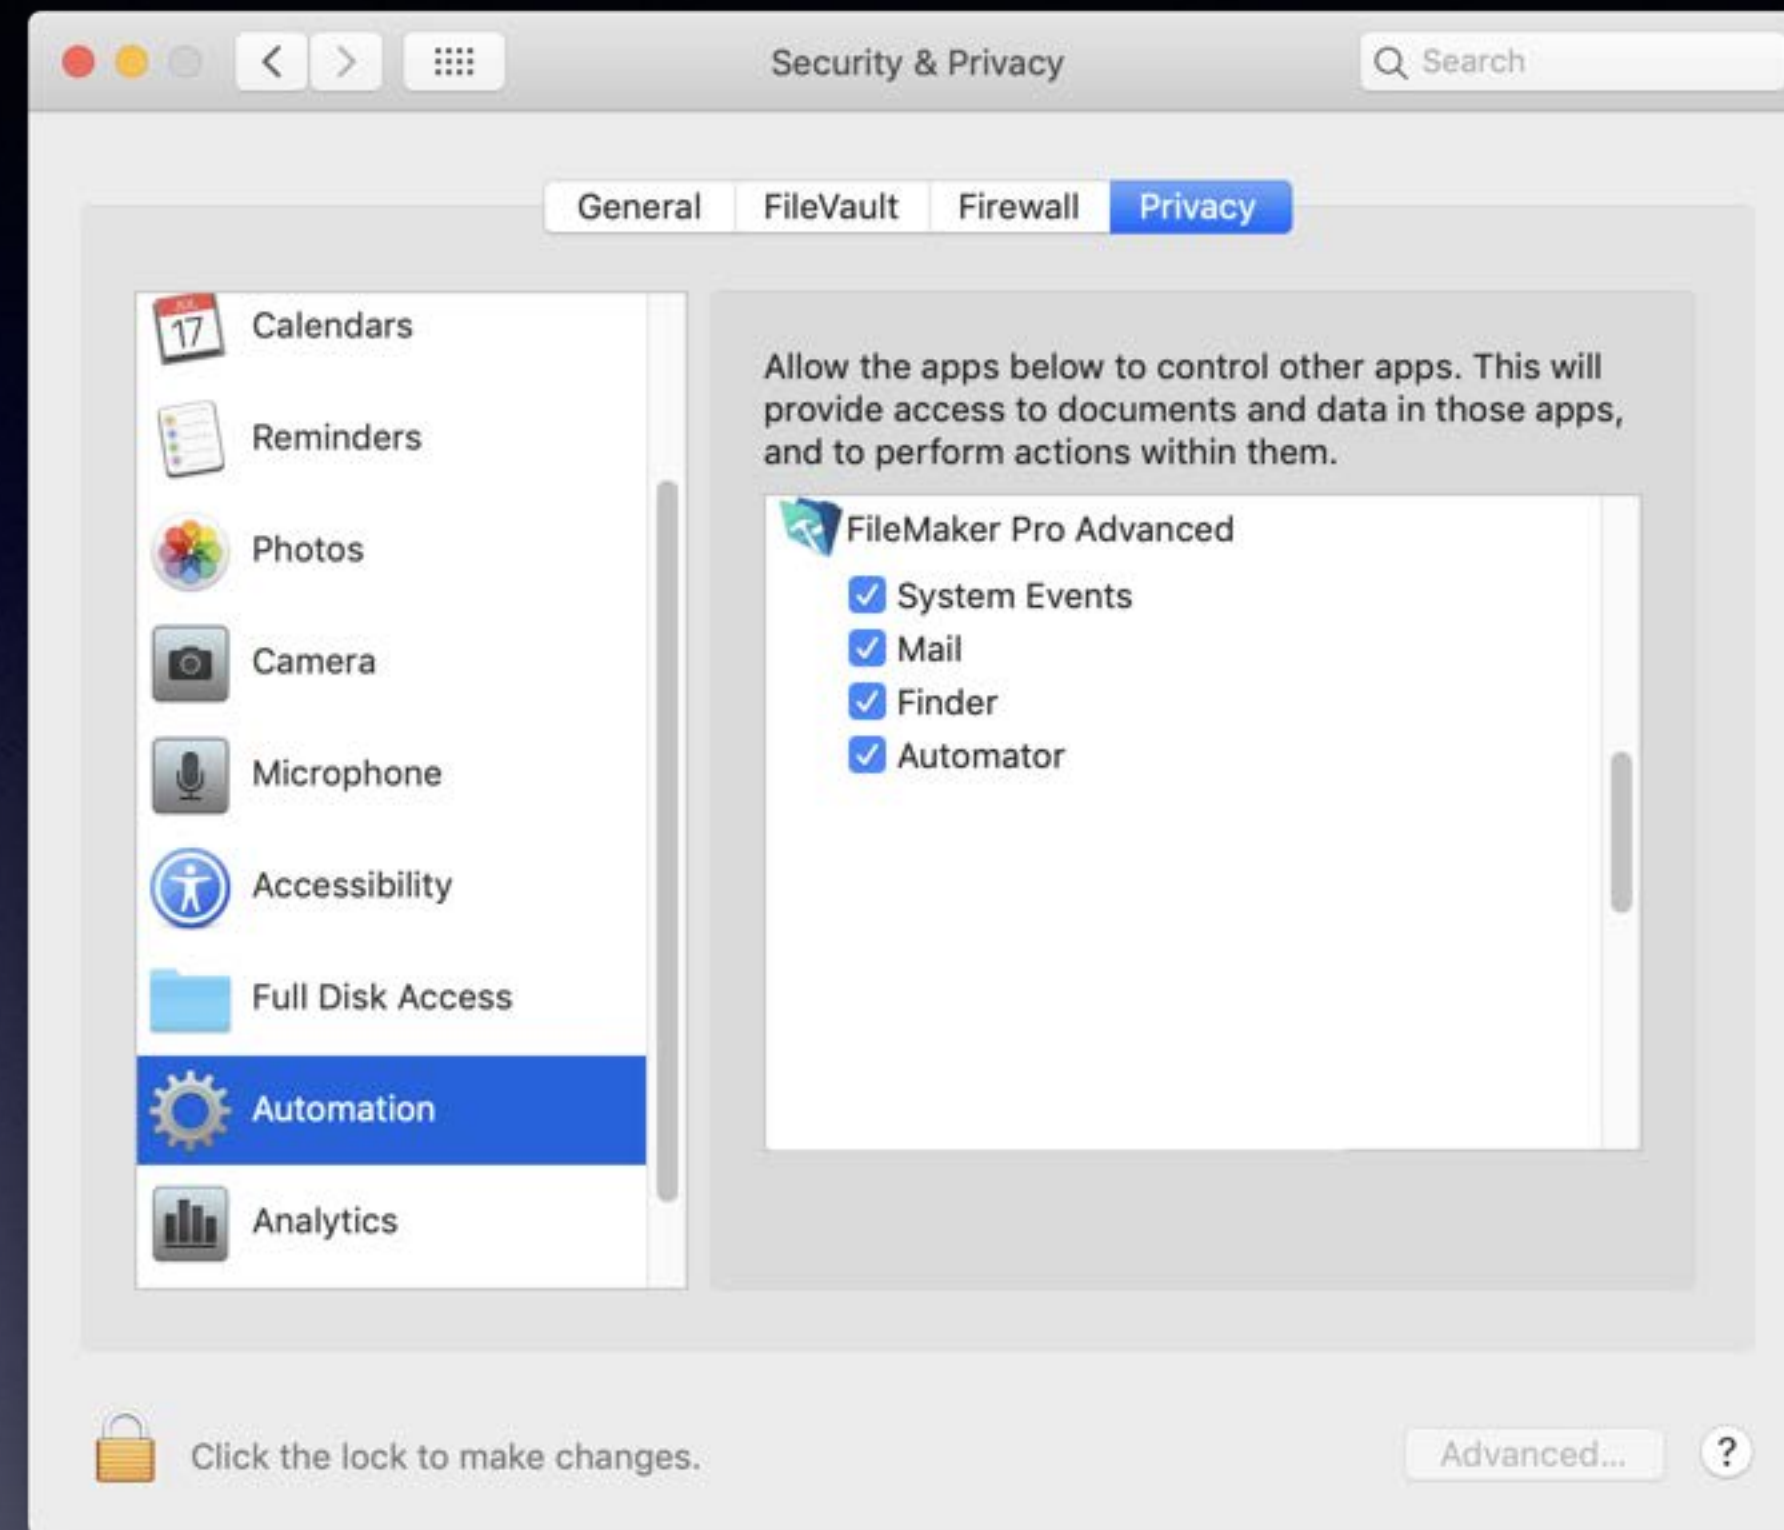 Security & Privacy
Search
General
FileVault
Firewall
Privacy
JUL
17
Calendars
Reminders
Photos
Camera
Microphone
Accessibility
Full Disk Access
Automation
Analytics
Allow the apps below to control other apps. This will
provide access to documents and data in those apps,
and to perform actions within them.
FileMaker Pro Advanced
System Events
Mail
Finder
Automator
Click the lock to make changes.
Advanced...
?